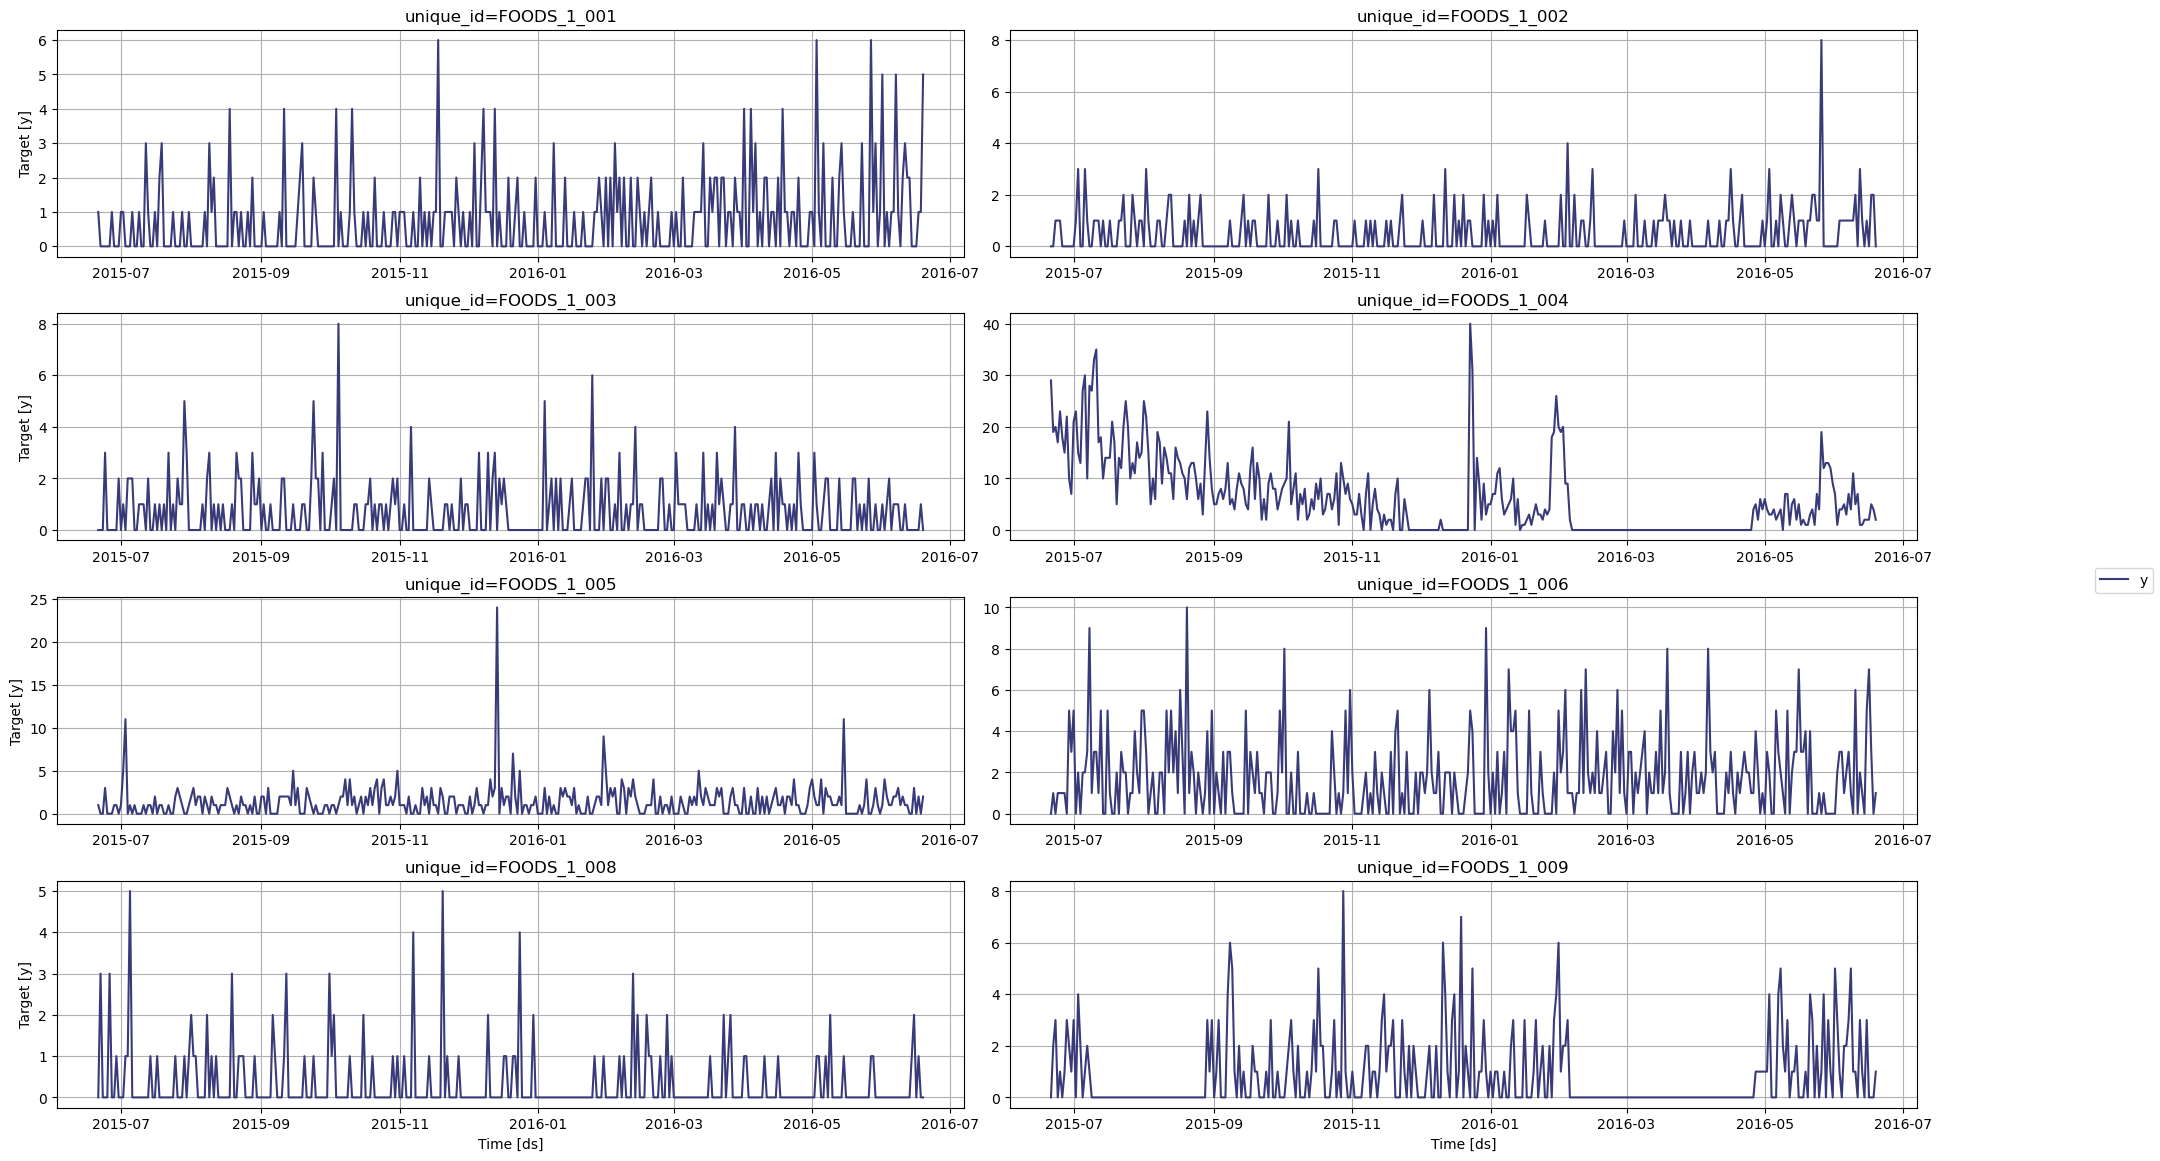 unique_id=FOODS_1_001
Target [y]
6
5
4
3
2
1
0
2015-07 2015-09 2015-11 2016-01 2016-03 2016-05 2016-07
unique_id=FOODS_1_002
8
6
4
2
0
2015-07 2015-09 2015-11 2016-01 2016-03 2016-05 2016-07
unique_id=FOODS_1_003
Target [y]
8
6
4
2
0
2015-07 2015-09 2015-11 2016-01 2016-03 2016-05 2016-07
unique_id=FOODS_1_004
40
30
20
10
0
2015-07 2015-09 2015-11 2016-01 2016-03 2016-05 2016-07
y
unique_id=FOODS_1_005
Target [y]
25
20
15
10
5
0
2015-07 2015-09 2015-11 2016-01 2016-03 2016-05 2016-07
unique_id=FOODS_1_006
10
8
6
4
2
0
2015-07 2015-09 2015-11 2016-01 2016-03 2016-05 2016-07
unique_id=FOODS_1_008
Target [y]
5
4
3
2
1
0
2015-07 2015-09 2015-11 2016-01 2016-03 2016-05 2016-07
Time [ds]
unique_id=FOODS_1_009
8
6
4
2
0
2015-07 2015-09 2015-11 2016-01 2016-03 2016-05 2016-07
Time [ds]